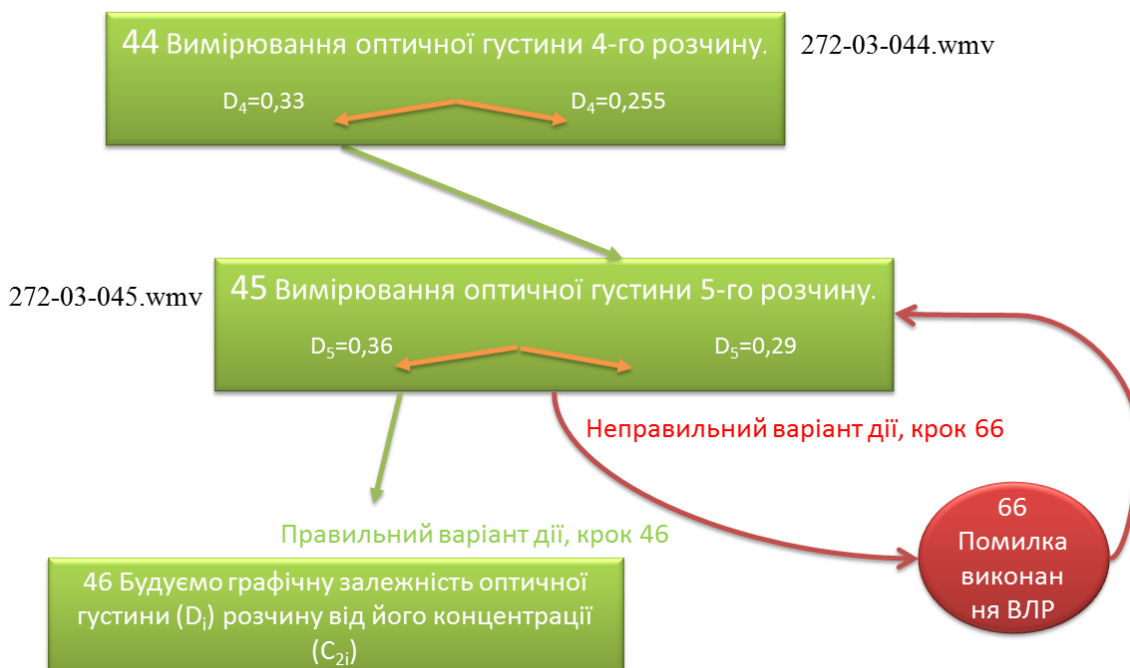 44 Вимірювання оптичної густини 4-го розчину.
272-03-044.wmv
D₄=0,33
D₄=0,255
272-03-045.wmv
45 Вимірювання оптичної густини 5-го розчину.
D₅=0,36
D₅=0,29
Неправильний варіант дії, крок 66
66
Помилка
виконан
ня ВЛР
Правильний варіант дії, крок 46
46 Будуємо графічну залежність оптичної
густини (Dᵢ) розчину від його концентрації
(C₂ᵢ)